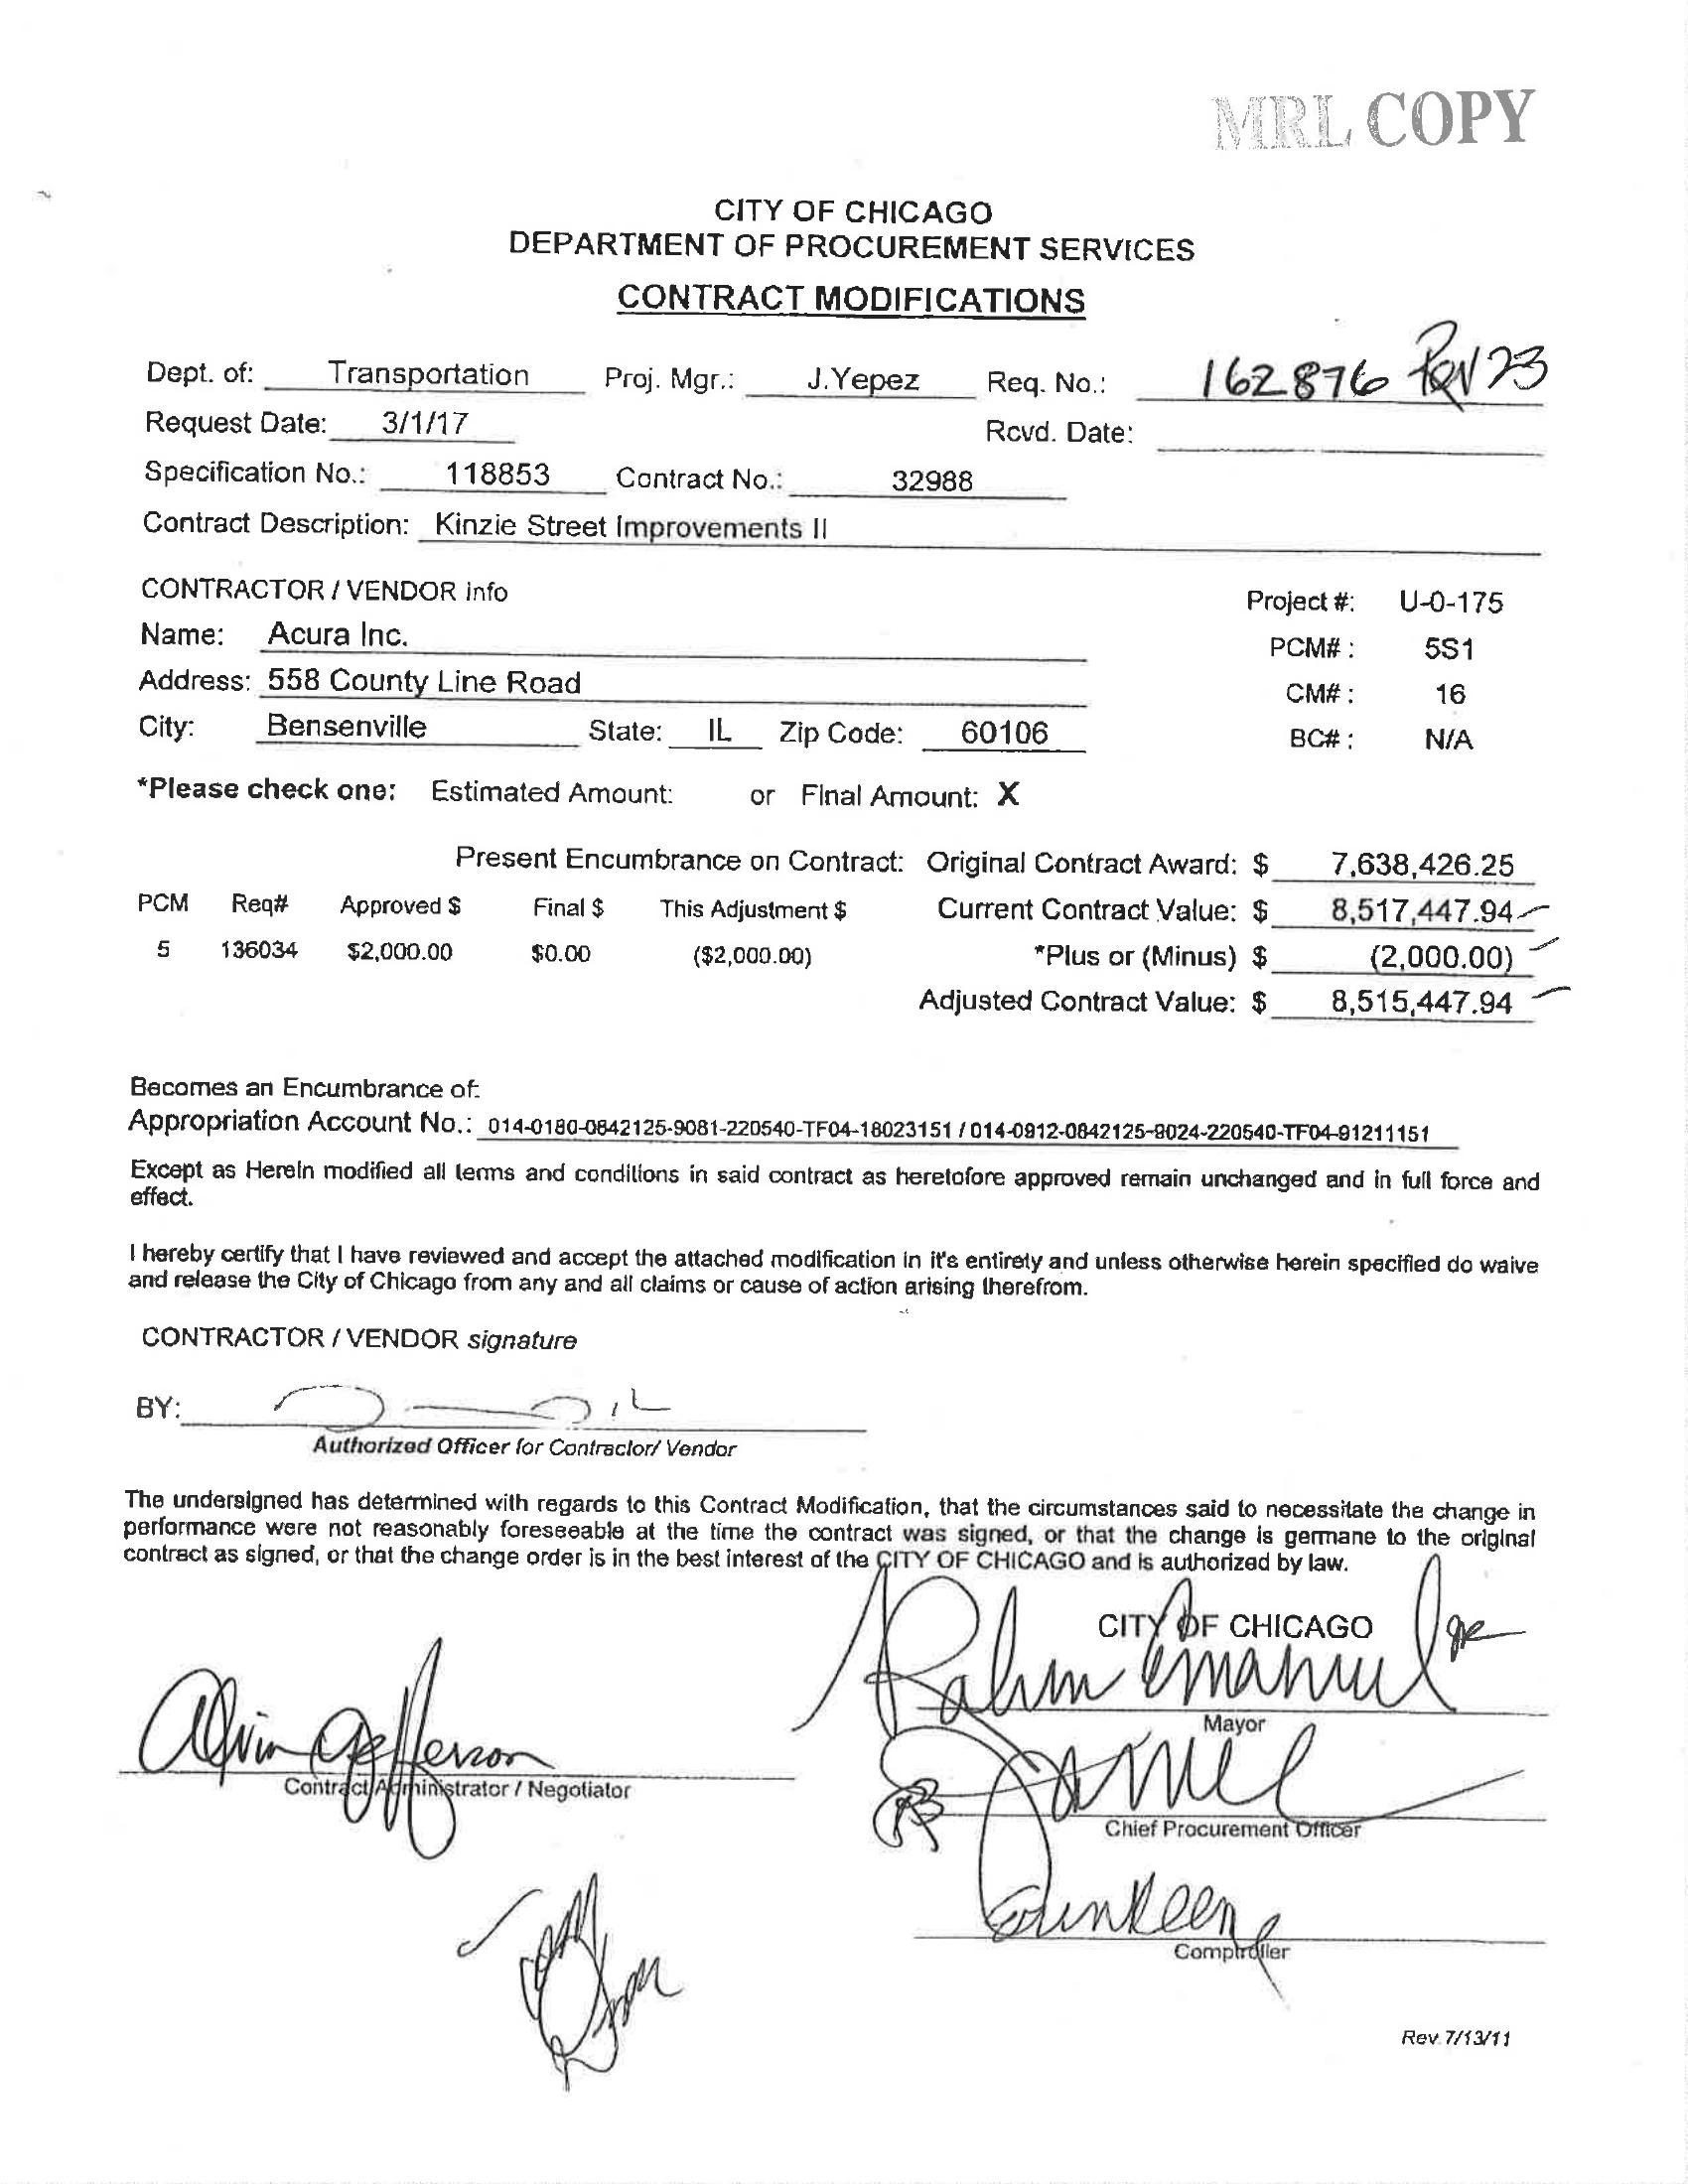 MRL COPY
CITY OF CHICAGO
DEPARTMENT OF PROCUREMENT SERVICES
CONTRACT MODIFICATIONS
Dept. of: Transportation Proj. Mgr.: J.Yepez Req. No.: 162876 Rev 23
Request Date: 3/1/17 Rcvd. Date:
Specification No.: 118853 Contract No.: 32988
Contract Description: Kinzie Street Improvements II
CONTRACTOR / VENDOR info Project #: U-0-175
Name: Acura Inc. PCM# : 5S1
Address: 558 County Line Road CM# : 16
City: Bensenville State: IL Zip Code: 60106 BC# : N/A
*Please check one: Estimated Amount: or Final Amount: X
Present Encumbrance on Contract: Original Contract Award: $ 7,638,426.25
PCM Req# Approved $ Final $ This Adjustment $ Current Contract Value: $ 8,517,447.94
5 136034 $2,000.00 $0.00 ($2,000.00) *Plus or (Minus) $ (2,000.00)
Adjusted Contract Value: $ 8,515,447.94
Becomes an Encumbrance of:
Appropriation Account No.: 014-0180-0842125-9081-220540-TF04-18023151 / 014-0912-0842125-9024-220540-TF04-91211151
Except as Herein modified all terms and conditions in said contract as heretofore approved remain unchanged and in full force and
effect.
I hereby certify that I have reviewed and accept the attached modification in it's entirety and unless otherwise herein specified do waive
and release the City of Chicago from any and all claims or cause of action arising therefrom.
CONTRACTOR / VENDOR signature
BY:
Authorized Officer for Contractor/ Vendor
The undersigned has determined with regards to this Contract Modification, that the circumstances said to necessitate the change in
performance were not reasonably foreseeable at the time the contract was signed, or that the change is germane to the original
contract as signed, or that the change order is in the best interest of the CITY OF CHICAGO and is authorized by law.
CITY OF CHICAGO
Rahm Emanuel
Mayor
Alvin Jefferson
Contract Administrator / Negotiator
Chief Procurement Officer
Comptroller
Rev 7/13/11